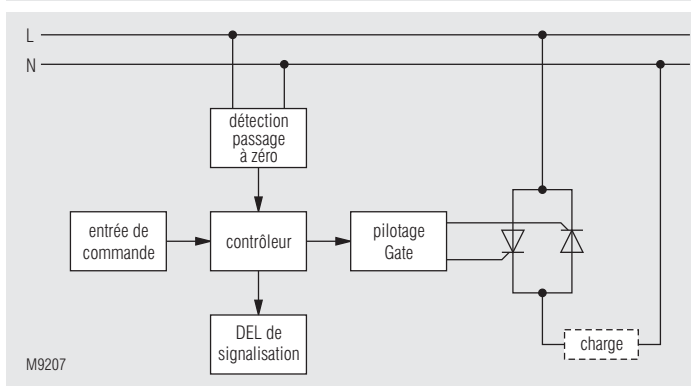 L
N
détection
passage
à zéro
entrée de
commande
contrôleur
pilotage
Gate
DEL de
signalisation
charge
M9207